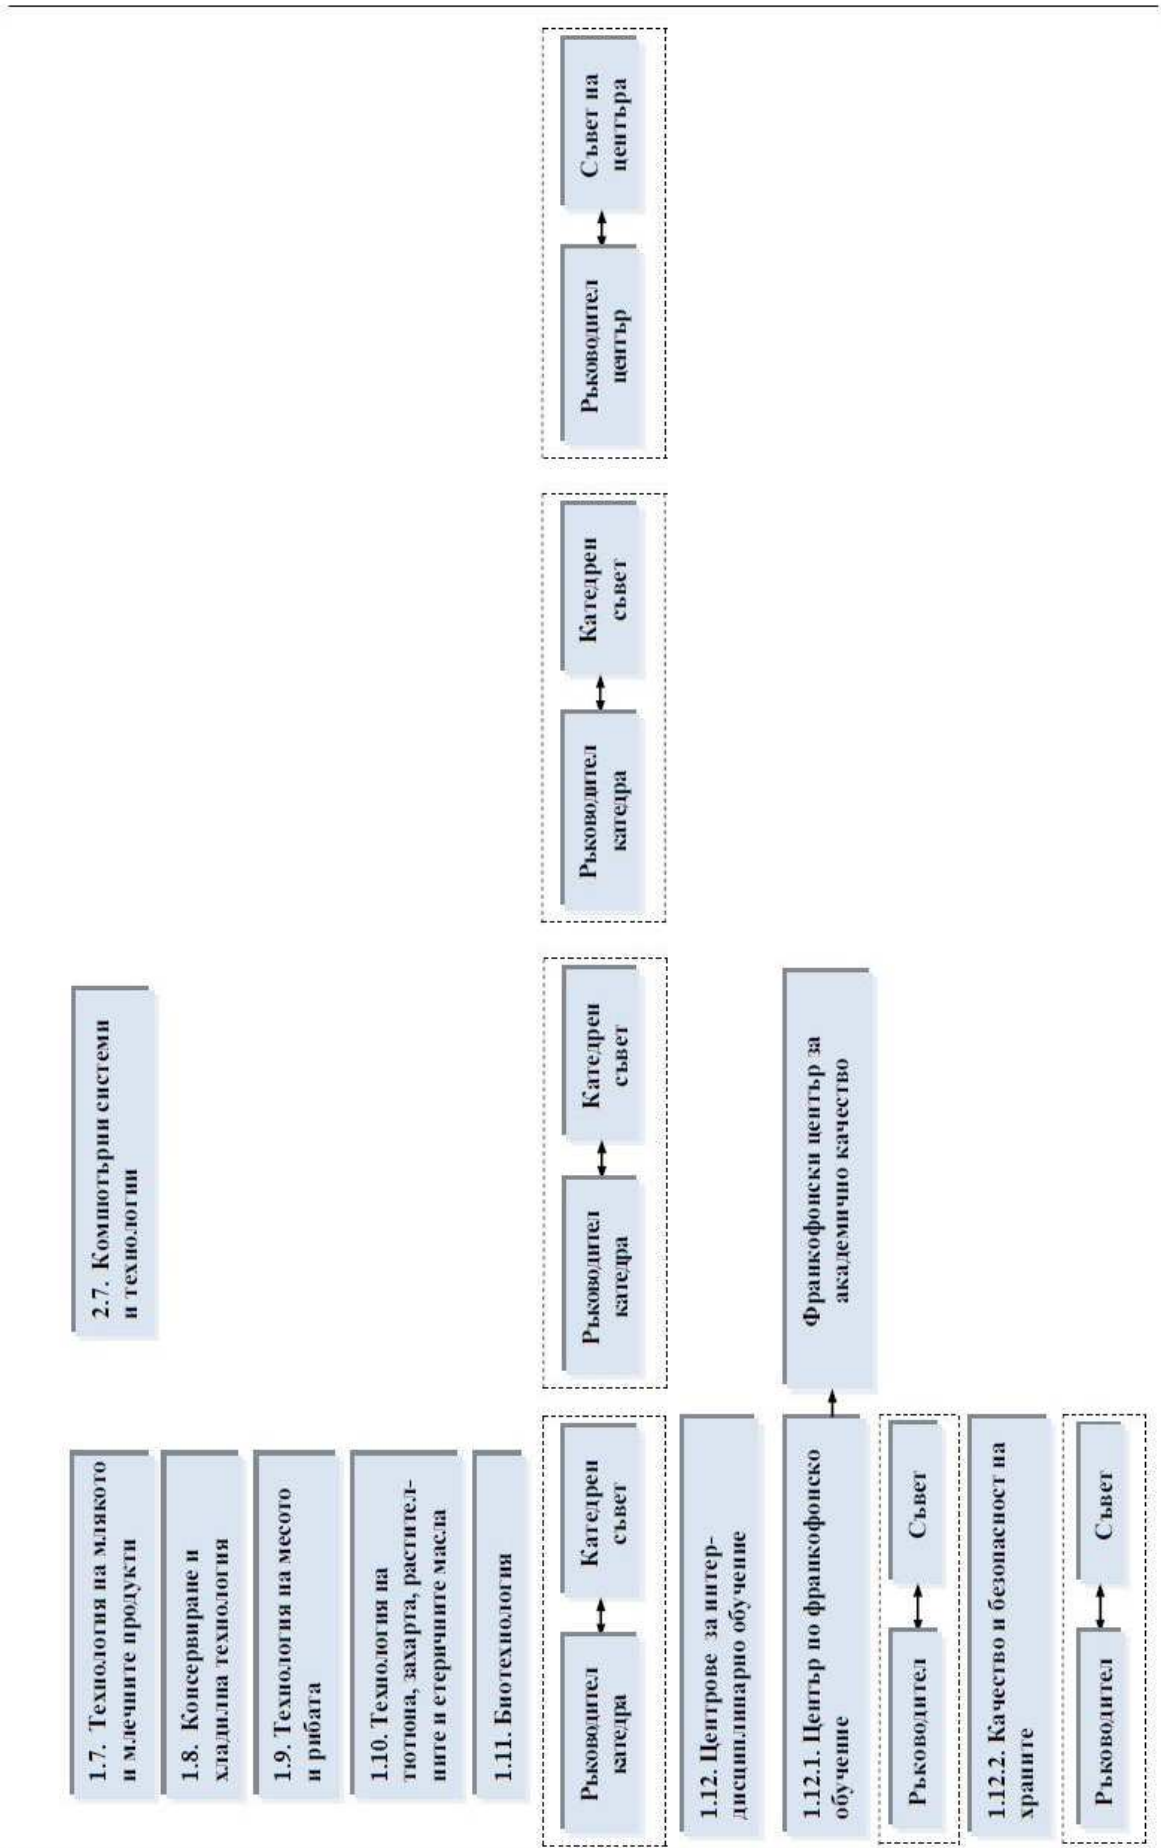 1.7. Технология на млякото
и млечните продукти
1.8. Консервиране и
хладилна технология
1.9. Технология на месото
и рибата
1.10. Технология на
тютюна, захарта, растител-
ните и етеричните масла
1.11. Биотехнология
2.7. Компютърни системи
и технологии
Ръководител
катедра
Катедрен
съвет
Ръководител
катедра
Катедрен
съвет
Ръководител
катедра
Катедрен
съвет
Ръководител
център
Съвет на
центъра
1.12. Центрове за интер-
дисциплинарно обучение
1.12.1. Център по франкофонско
обучение
Франкофонски център за
академично качество
Ръководител
Съвет
1.12.2. Качество и безопасност на
храните
Ръководител
Съвет